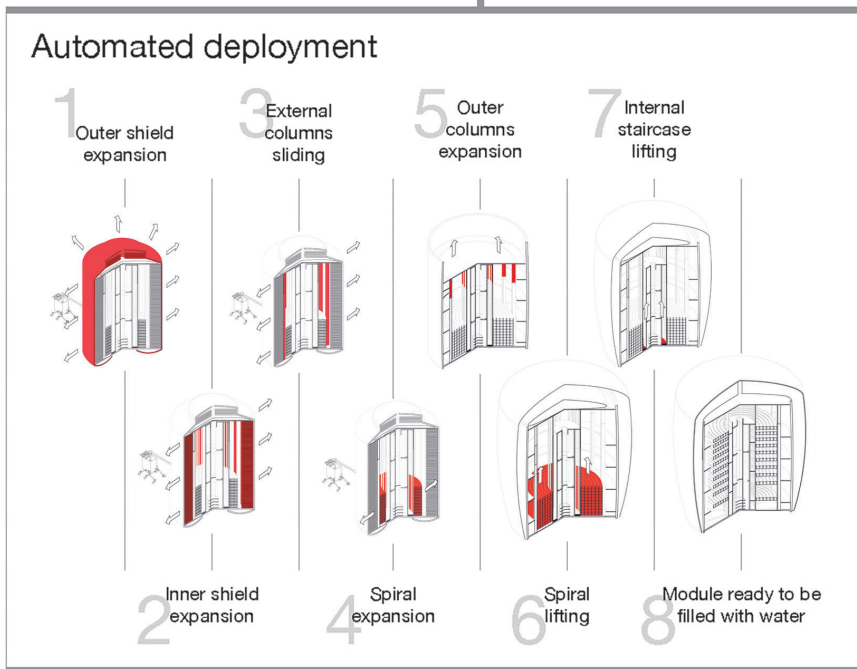 Automated deployment
1
Outer shield
expansion
3
External
columns
sliding
5
Outer
columns
expansion
7
Internal
staircase
lifting
2
Inner shield
expansion
4
Spiral
expansion
6
Spiral
lifting
8
Module ready to be
filled with water